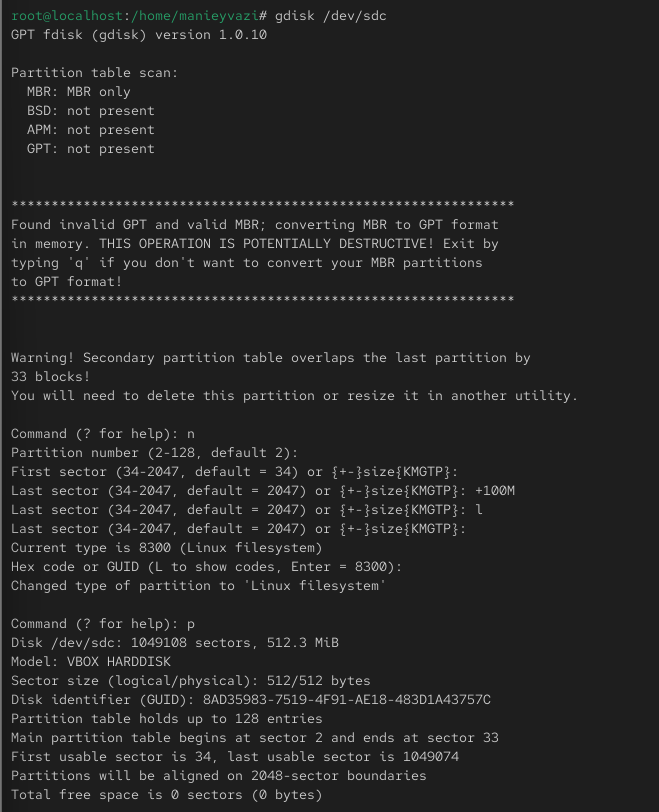 root@localhost:/home/manieyvazi# gdisk /dev/sdc
GPT fdisk (gdisk) version 1.0.10
Partition table scan:
  MBR: MBR only
  BSD: not present
  APM: not present
  GPT: not present
***************************************************************
Found invalid GPT and valid MBR; converting MBR to GPT format
in memory. THIS OPERATION IS POTENTIALLY DESTRUCTIVE! Exit by
typing 'q' if you don't want to convert your MBR partitions
to GPT format!
***************************************************************
Warning! Secondary partition table overlaps the last partition by
33 blocks!
You will need to delete this partition or resize it in another utility.
Command (? for help): n
Partition number (2-128, default 2):
First sector (34-2047, default = 34) or {+-}size{KMGTP}:
Last sector (34-2047, default = 2047) or {+-}size{KMGTP}: +100M
Last sector (34-2047, default = 2047) or {+-}size{KMGTP}: l
Last sector (34-2047, default = 2047) or {+-}size{KMGTP}:
Current type is 8300 (Linux filesystem)
Hex code or GUID (L to show codes, Enter = 8300):
Changed type of partition to 'Linux filesystem'
Command (? for help): p
Disk /dev/sdc: 1049108 sectors, 512.3 MiB
Model: VBOX HARDDISK
Sector size (logical/physical): 512/512 bytes
Disk identifier (GUID): 8AD35983-7519-4F91-AE18-483D1A43757C
Partition table holds up to 128 entries
Main partition table begins at sector 2 and ends at sector 33
First usable sector is 34, last usable sector is 1049074
Partitions will be aligned on 2048-sector boundaries
Total free space is 0 sectors (0 bytes)